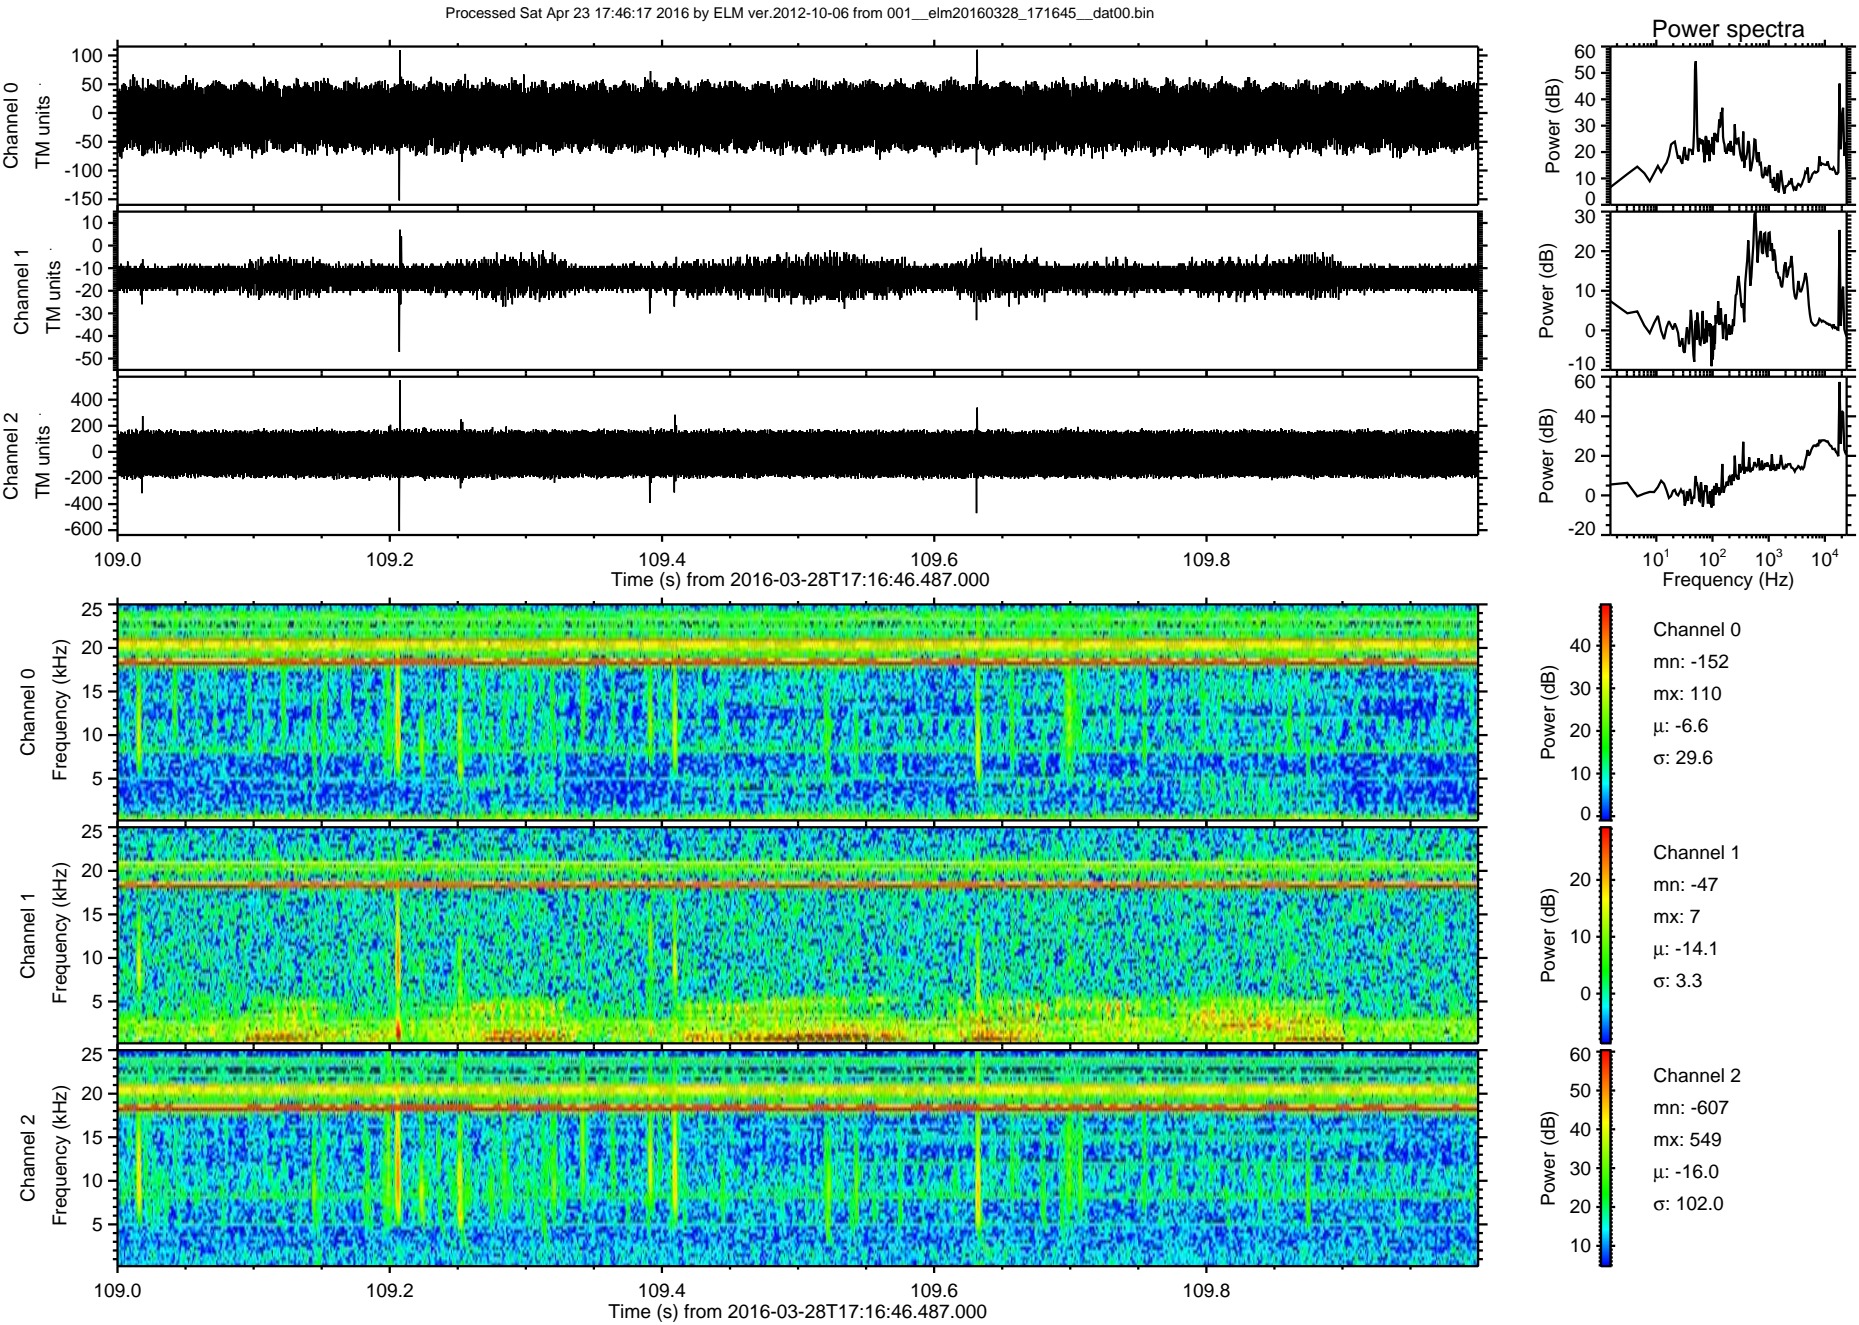 Processed Sat Apr 23 17:46:17 2016 by ELM ver.2012-10-06 from 001__elm20160328_171645__dat00.bin
Power spectra
Channel 0
TM units
100
50
0
-50
-100
-150
Power (dB)
60
50
40
30
20
10
0
Channel 1
TM units
10
0
-10
-20
-30
-40
-50
Power (dB)
30
20
10
0
-10
Channel 2
TM units
400
200
0
-200
-400
-600
Power (dB)
60
40
20
0
-20
109.0 109.2 109.4 109.6 109.8
Time (s) from 2016-03-28T17:16:46.487.000
10¹ 10² 10³ 10⁴
Frequency (Hz)
Channel 0
Frequency (kHz)
25
20
15
10
5
Power (dB)
40
30
20
10
0
Channel 0
mn: -152
mx: 110
μ: -6.6
σ: 29.6
Channel 1
Frequency (kHz)
25
20
15
10
5
Power (dB)
20
10
0
Channel 1
mn: -47
mx: 7
μ: -14.1
σ: 3.3
Channel 2
Frequency (kHz)
25
20
15
10
5
Power (dB)
60
50
40
30
20
10
Channel 2
mn: -607
mx: 549
μ: -16.0
σ: 102.0
109.0 109.2 109.4 109.6 109.8
Time (s) from 2016-03-28T17:16:46.487.000